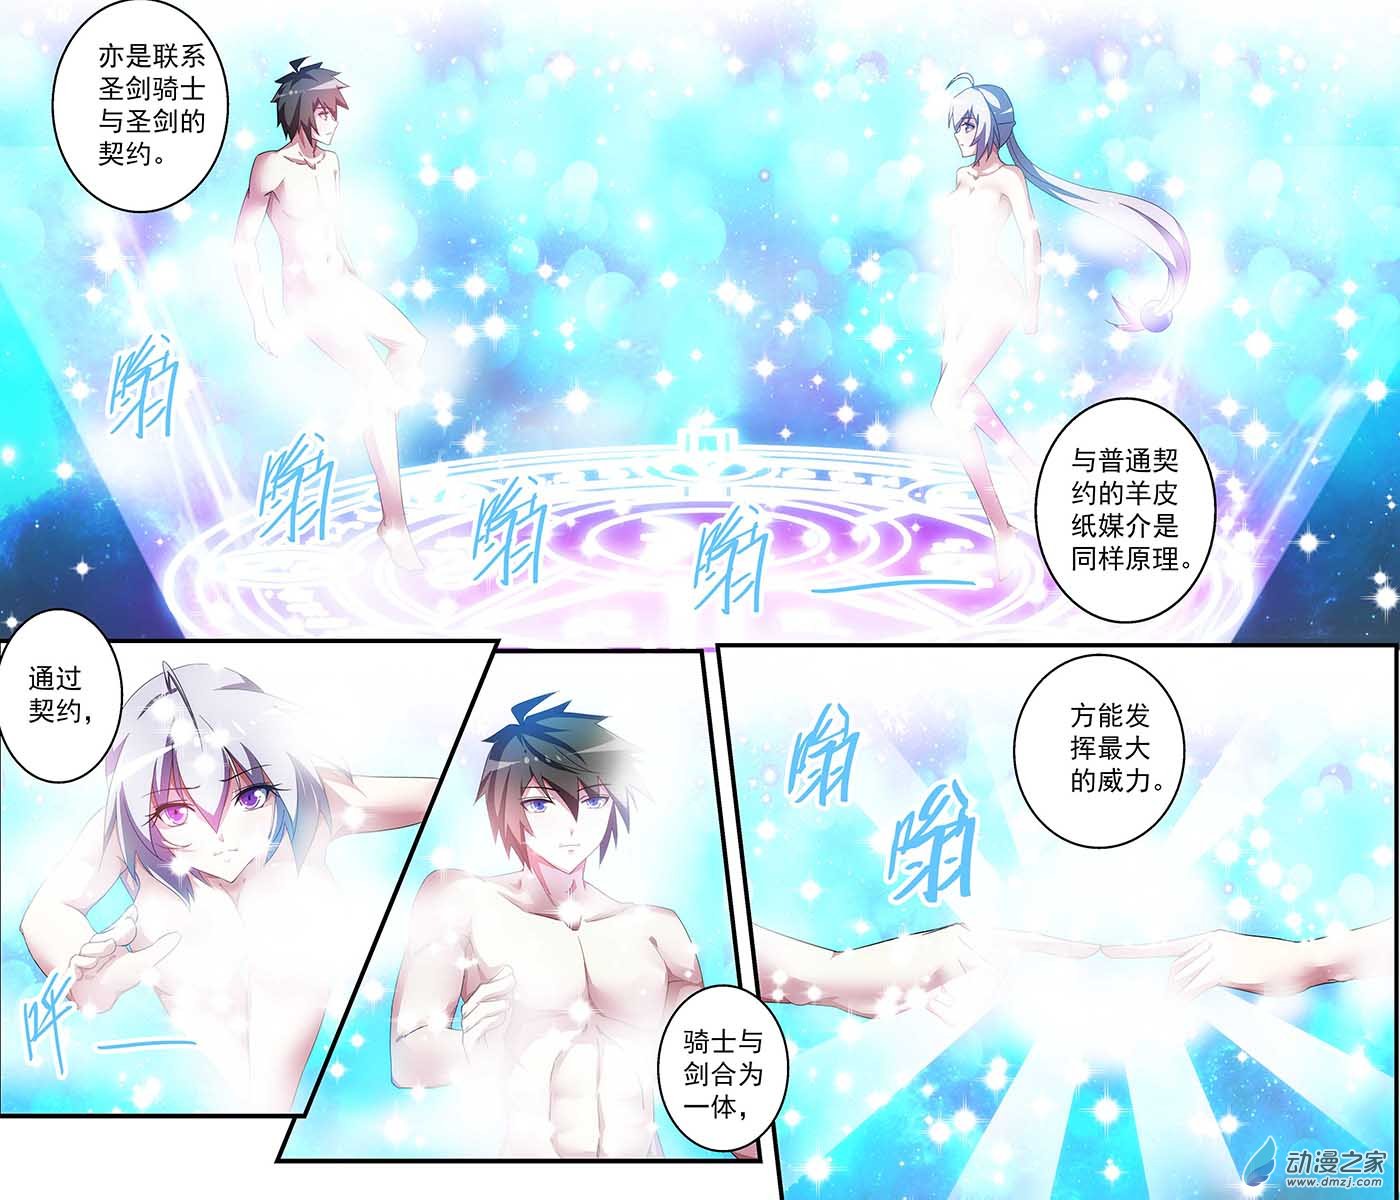 亦是联系
圣剑骑士
与圣剑的
契约。
嗡
嗡
嗡
嗡
与普通契
约的羊皮
纸媒介是
同样原理。
通过
契约，
呼
骑士与
剑合为
一体，
嗡
嗡
方能发
挥最大
的威力。
动漫之家
www.dmzj.com